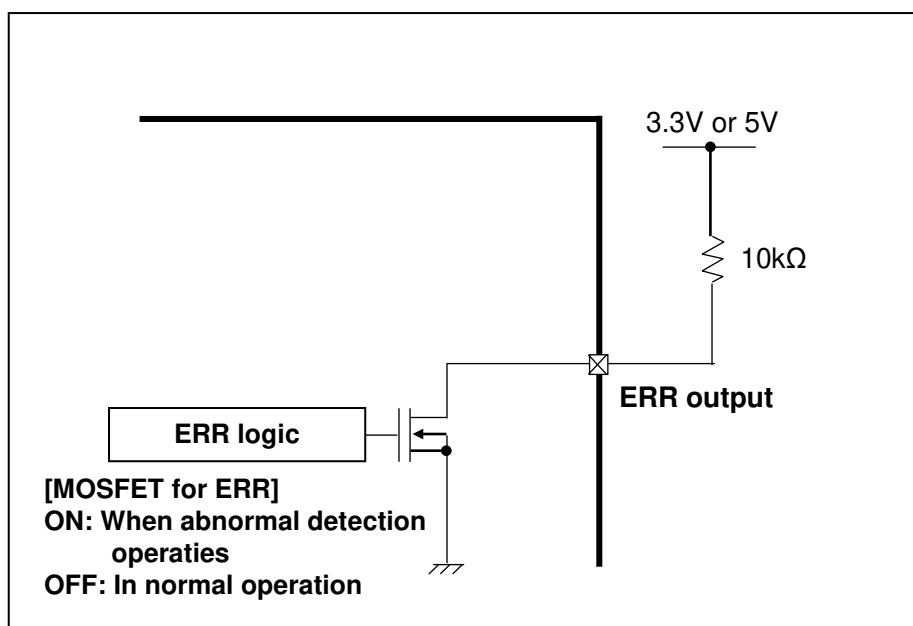 3.3V or 5V
10kΩ
ERR output
ERR logic
[MOSFET for ERR]
ON: When abnormal detection
operaties
OFF: In normal operation